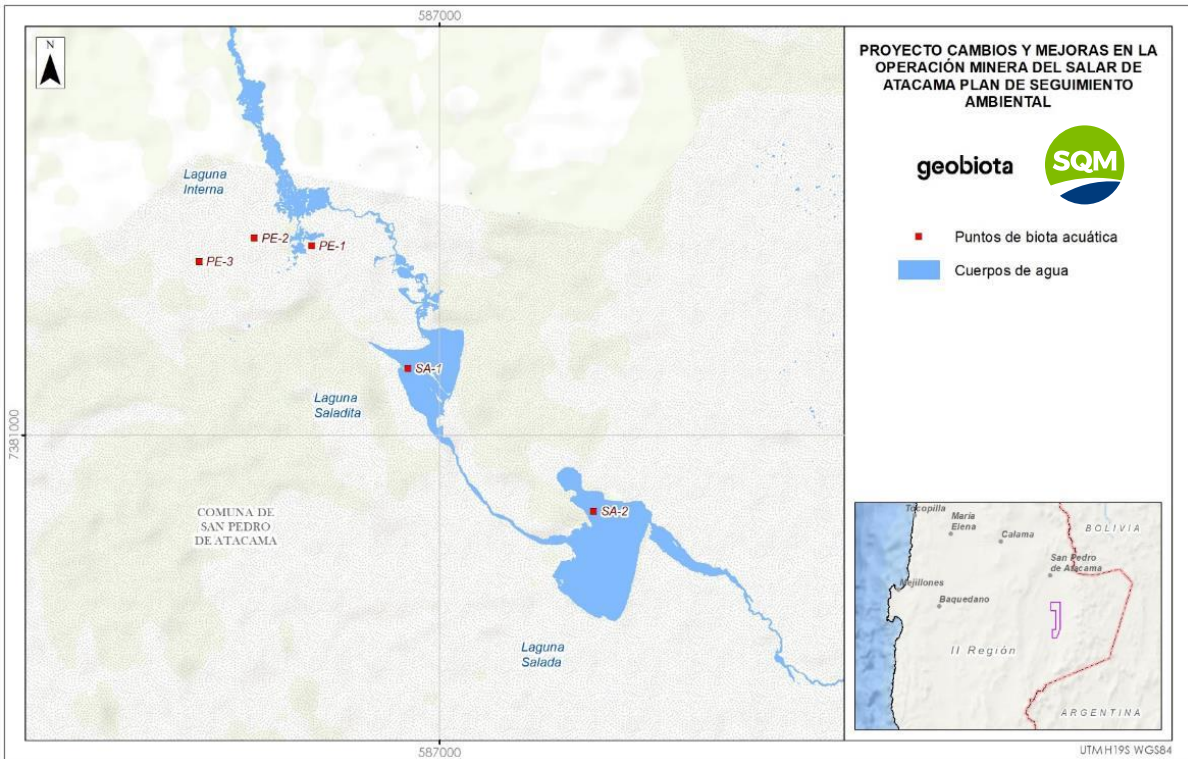 587000
N
Laguna
Interna
PE-2
PE-1
PE-3
SA-1
Laguna
Saladita
7381000
SA-2
COMUNA DE
SAN PEDRO
DE ATACAMA
Laguna
Salada
587000
PROYECTO CAMBIOS Y MEJORAS EN LA
OPERACIÓN MINERA DEL SALAR DE
ATACAMA PLAN DE SEGUIMIENTO
AMBIENTAL
geobiota
SQM
Puntos de biota acuática
Cuerpos de agua
Tocopilla
María
Elena
Calama
BOLIVIA
San Pedro
de Atacama
Mejillones
Baquedano
II Región
ARGENTINA
UTM H19S WGS84